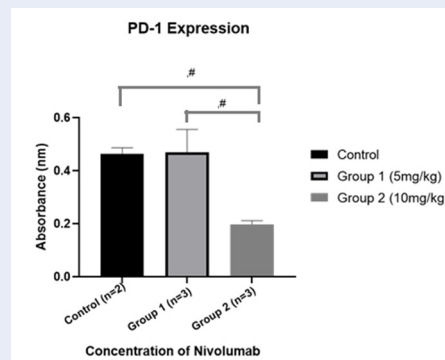 PD-1 Expression
,#
,#
0.6
0.4
0.2
0.0
Absorbance (nm)
Control (n=2)
Group 1 (n=3)
Group 2 (n=3)
Concentration of Nivolumab
Control
Group 1 (5mg/kg)
Group 2 (10mg/kg